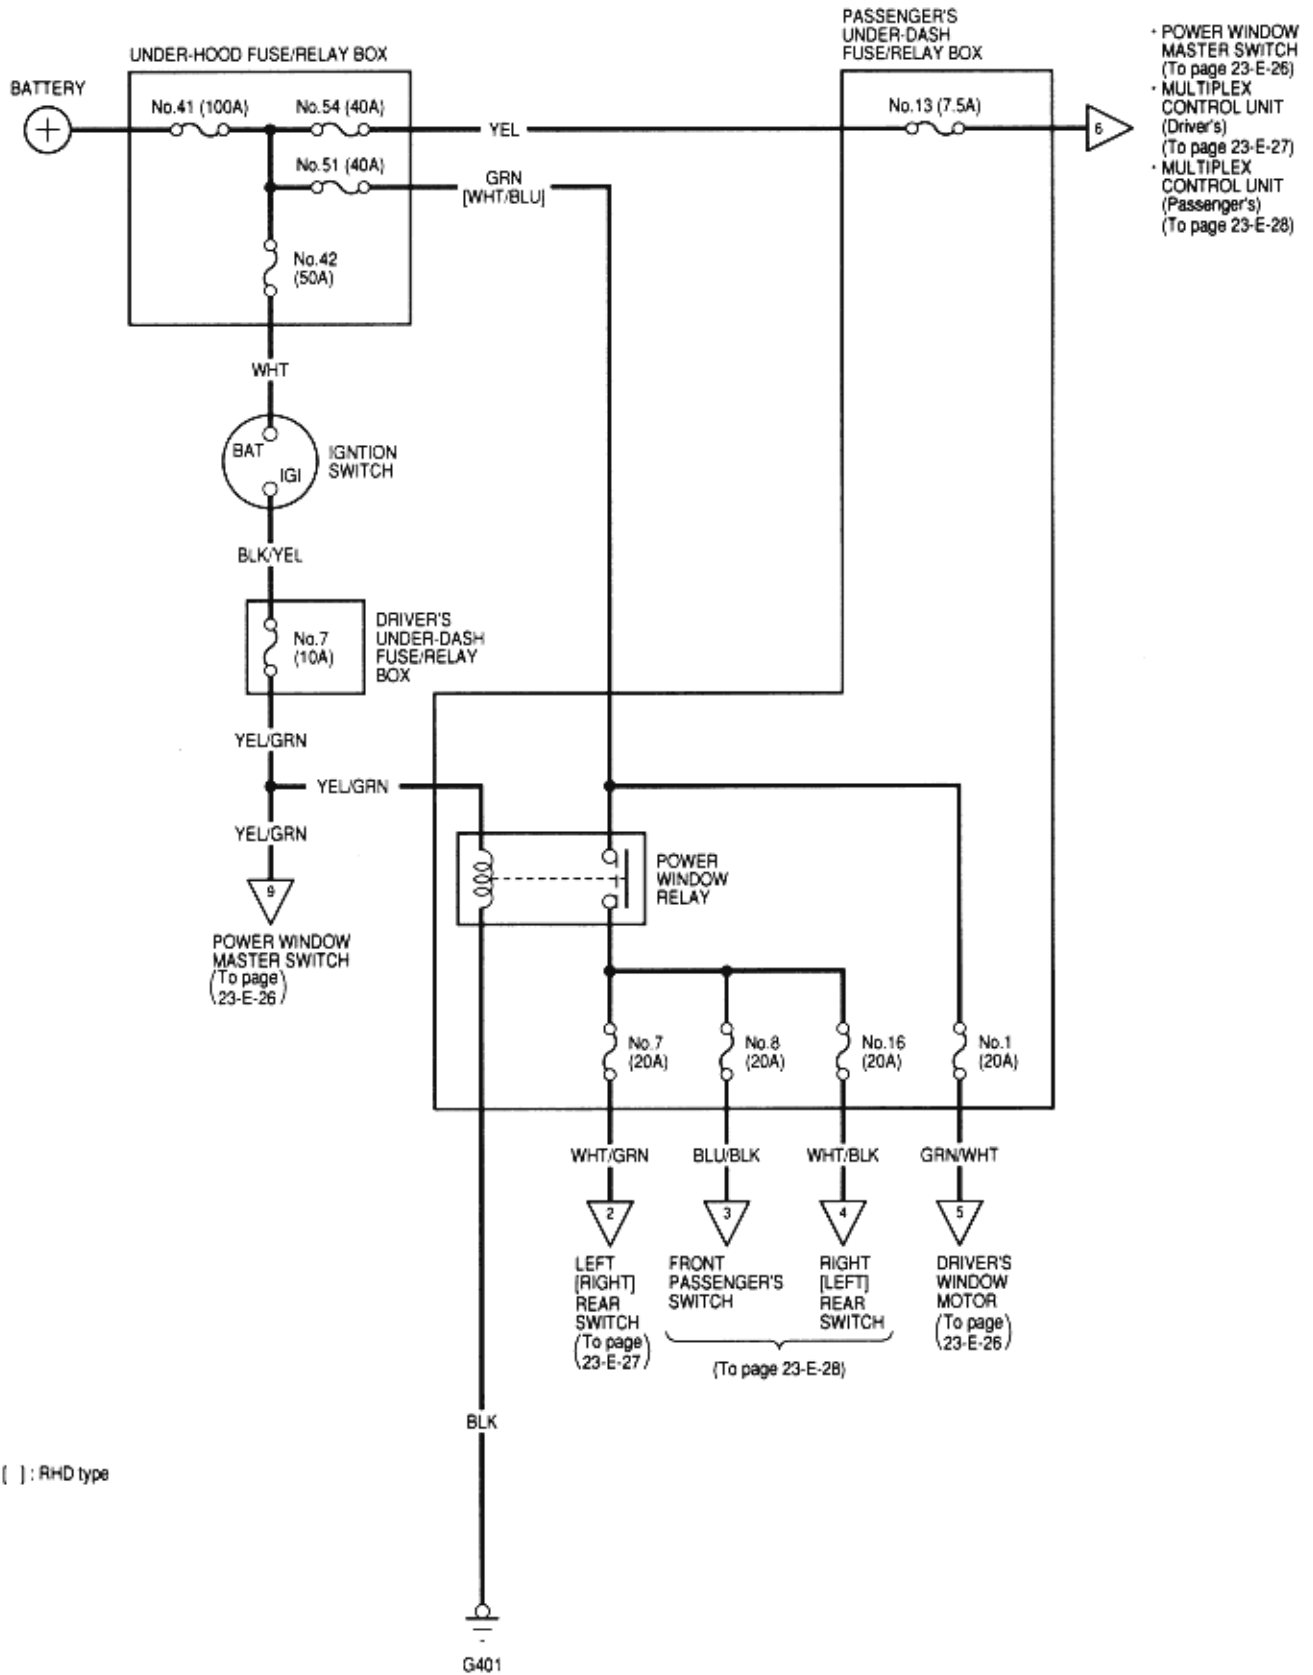 PASSENGER'S
UNDER-DASH
FUSE/RELAY BOX
UNDER-HOOD FUSE/RELAY BOX
BATTERY
No.41 (100A)
No.54 (40A)
YEL
No.13 (7.5A)
6
· POWER WINDOW
MASTER SWITCH
(To page 23-E-26)
· MULTIPLEX
CONTROL UNIT
(Driver's)
(To page 23-E-27)
· MULTIPLEX
CONTROL UNIT
(Passenger's)
(To page 23-E-28)
No.51 (40A)
GRN
[WHT/BLU]
No.42
(50A)
WHT
BAT
IGI
IGNTION
SWITCH
BLK/YEL
No.7
(10A)
DRIVER'S
UNDER-DASH
FUSE/RELAY
BOX
YEL/GRN
YEL/GRN
YEL/GRN
9
POWER WINDOW
MASTER SWITCH
(To page
23-E-26)
POWER
WINDOW
RELAY
No.7
(20A)
No.8
(20A)
No.16
(20A)
No.1
(20A)
WHT/GRN
BLU/BLK
WHT/BLK
GRN/WHT
2
3
4
5
LEFT
[RIGHT]
REAR
SWITCH
(To page
23-E-27)
FRONT
PASSENGER'S
SWITCH
RIGHT
[LEFT]
REAR
SWITCH
(To page 23-E-28)
DRIVER'S
WINDOW
MOTOR
(To page
23-E-26)
BLK
[ ] : RHD type
G401